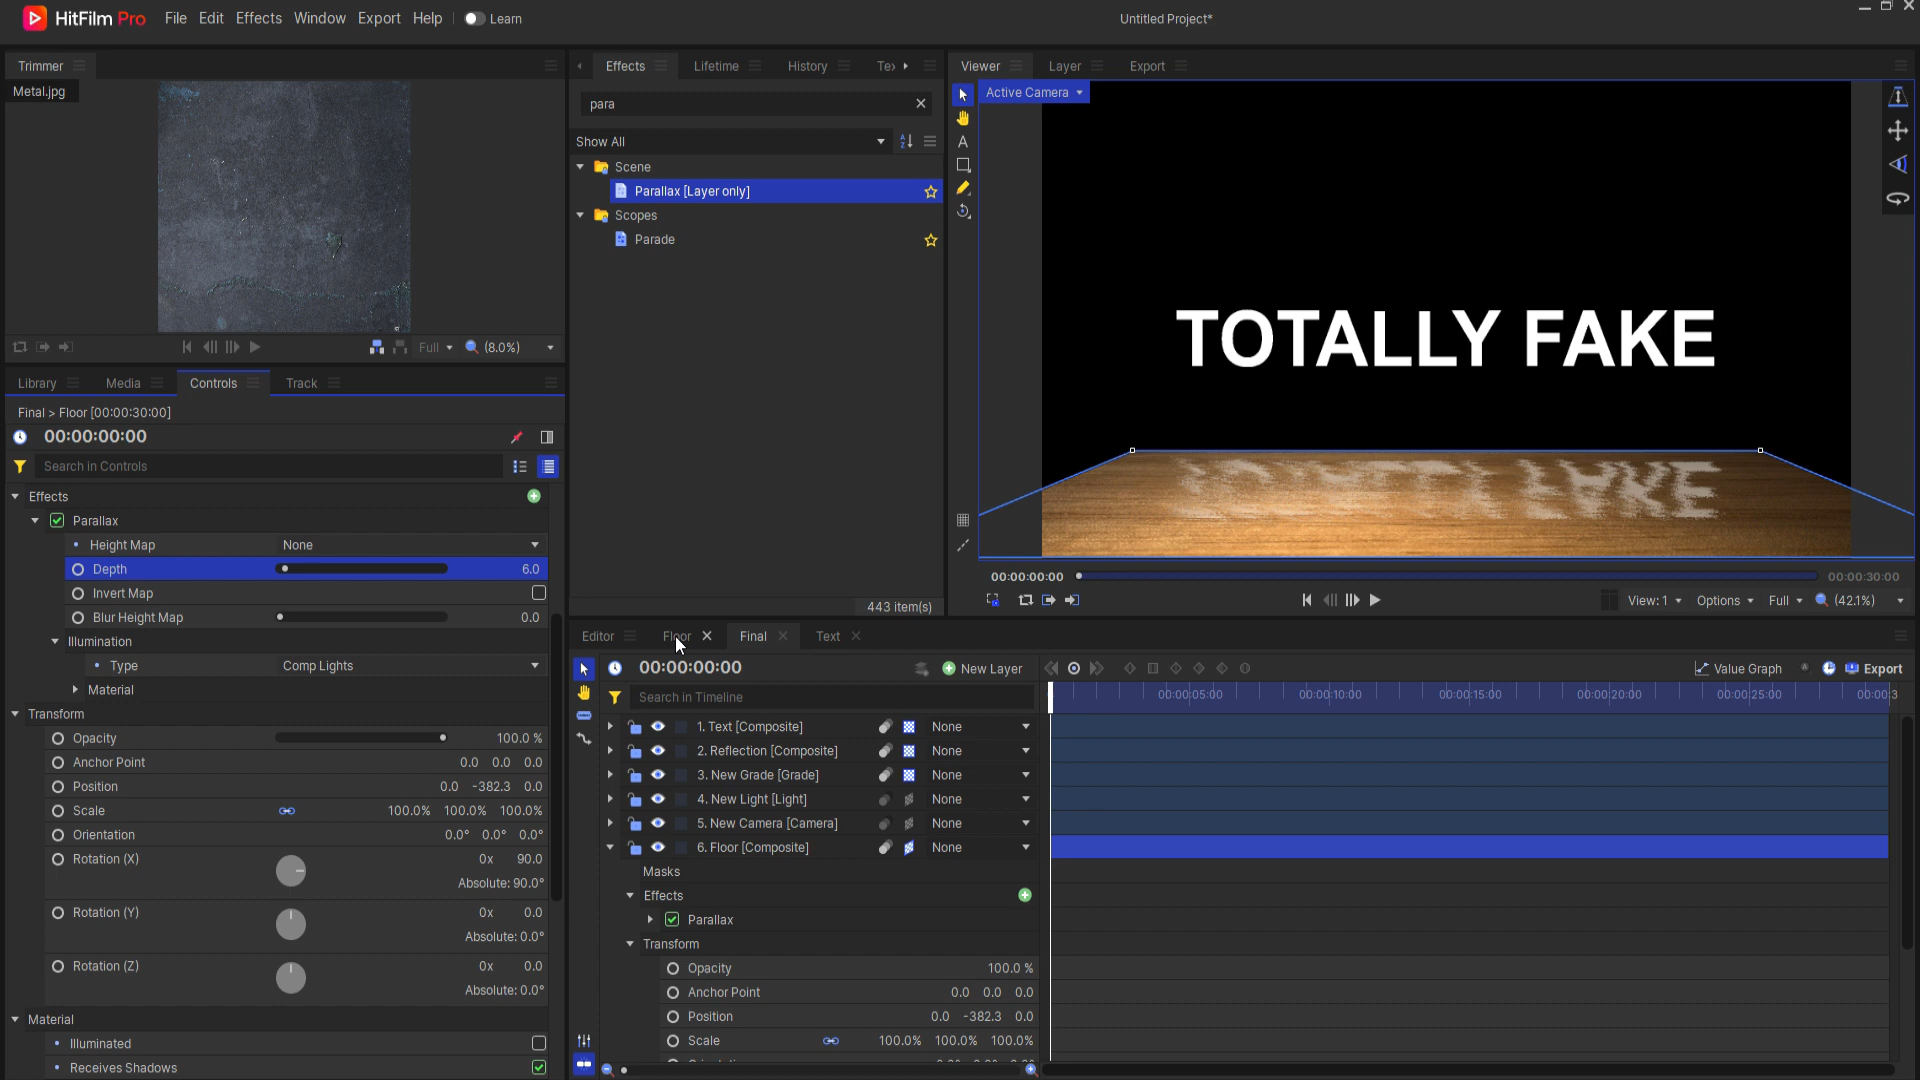 HitFilm Pro File Edit Effects Window Export Help Learn
Untitled Project*
Trimmer
Metal.jpg
Full (8.0%)
Effects Lifetime History Tex
para
Show All
Scene
Parallax [Layer only]
Scopes
Parade
443 item(s)
Viewer Layer Export
Active Camera
TOTALLY FAKE
00:00:00:00 00:00:30:00
View: 1 Options Full (42.1%)
Library Media Controls Track
Final > Floor [00:00:30:00]
00:00:00:00
Search in Controls
Effects
Parallax
Height Map None
Depth 6.0
Invert Map
Blur Height Map 0.0
Illumination
Type Comp Lights
Material
Transform
Opacity 100.0 %
Anchor Point 0.0 0.0 0.0
Position 0.0 -382.3 0.0
Scale 100.0% 100.0% 100.0%
Orientation 0.0° 0.0° 0.0°
Rotation (X) 0x 90.0
Absolute: 90.0°
Rotation (Y) 0x 0.0
Absolute: 0.0°
Rotation (Z) 0x 0.0
Absolute: 0.0°
Material
Illuminated
Receives Shadows
Editor Floor Final Text
00:00:00:00 New Layer Value Graph Export
Search in Timeline
00:00:05:00 00:00:10:00 00:00:15:00 00:00:20:00 00:00:25:00 00:00:3
1. Text [Composite] None
2. Reflection [Composite] None
3. New Grade [Grade] None
4. New Light [Light] None
5. New Camera [Camera] None
6. Floor [Composite] None
Masks
Effects
Parallax
Transform
Opacity 100.0 %
Anchor Point 0.0 0.0 0.0
Position 0.0 -382.3 0.0
Scale 100.0% 100.0% 100.0%